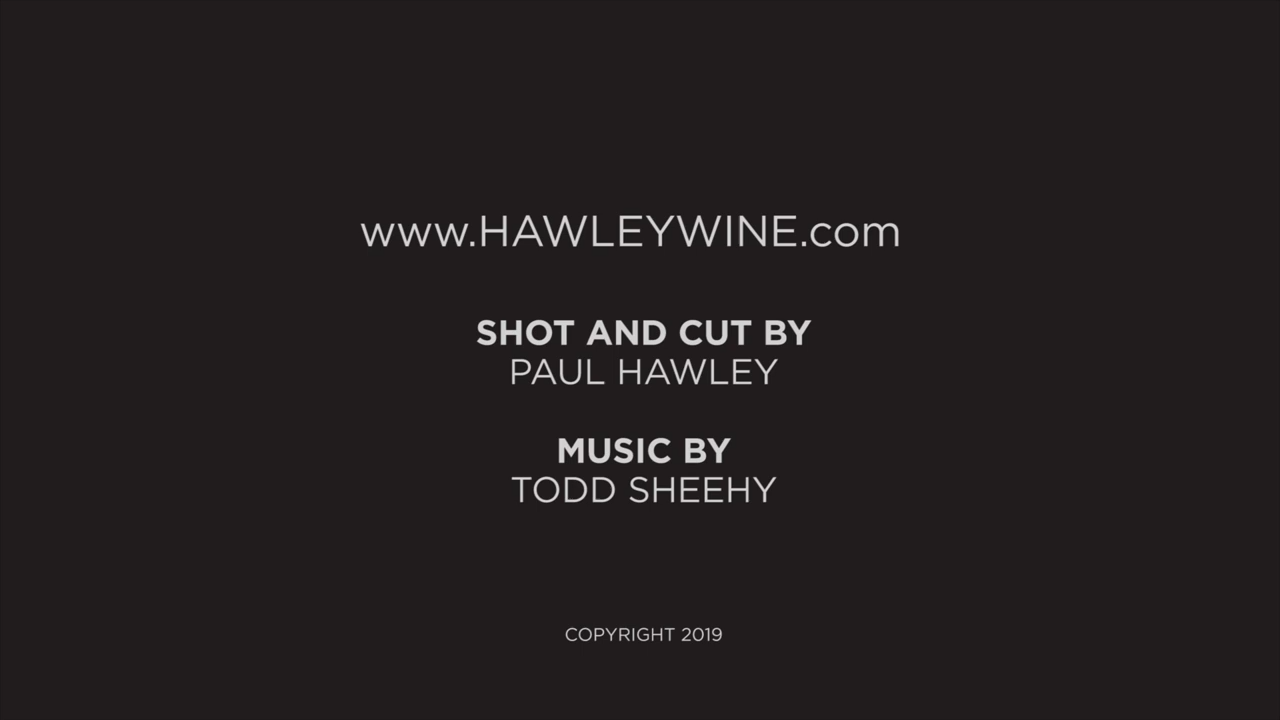 www.HAWLEYWINE.com
SHOT AND CUT BY
PAUL HAWLEY
MUSIC BY
TODD SHEEHY
COPYRIGHT 2019